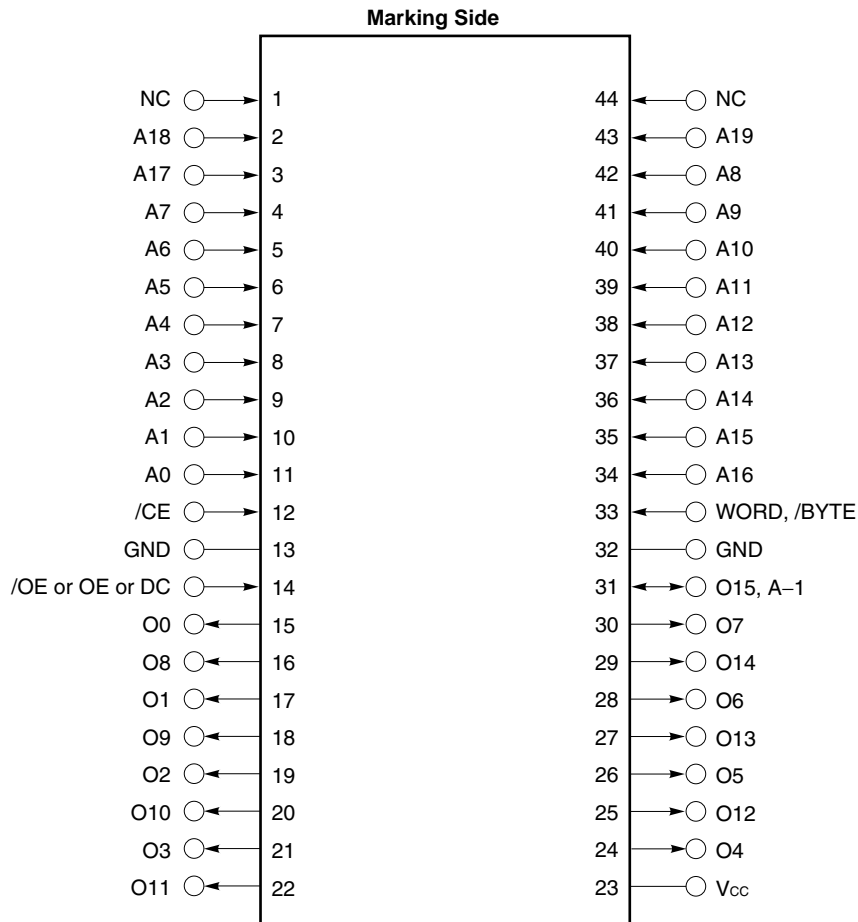 Marking Side
NC 1 44 NC
A18 2 43 A19
A17 3 42 A8
A7 4 41 A9
A6 5 40 A10
A5 6 39 A11
A4 7 38 A12
A3 8 37 A13
A2 9 36 A14
A1 10 35 A15
A0 11 34 A16
/CE 12 33 WORD, /BYTE
GND 13 32 GND
/OE or OE or DC 14 31 O15, A−1
O0 15 30 O7
O8 16 29 O14
O1 17 28 O6
O9 18 27 O13
O2 19 26 O5
O10 20 25 O12
O3 21 24 O4
O11 22 23 Vcc